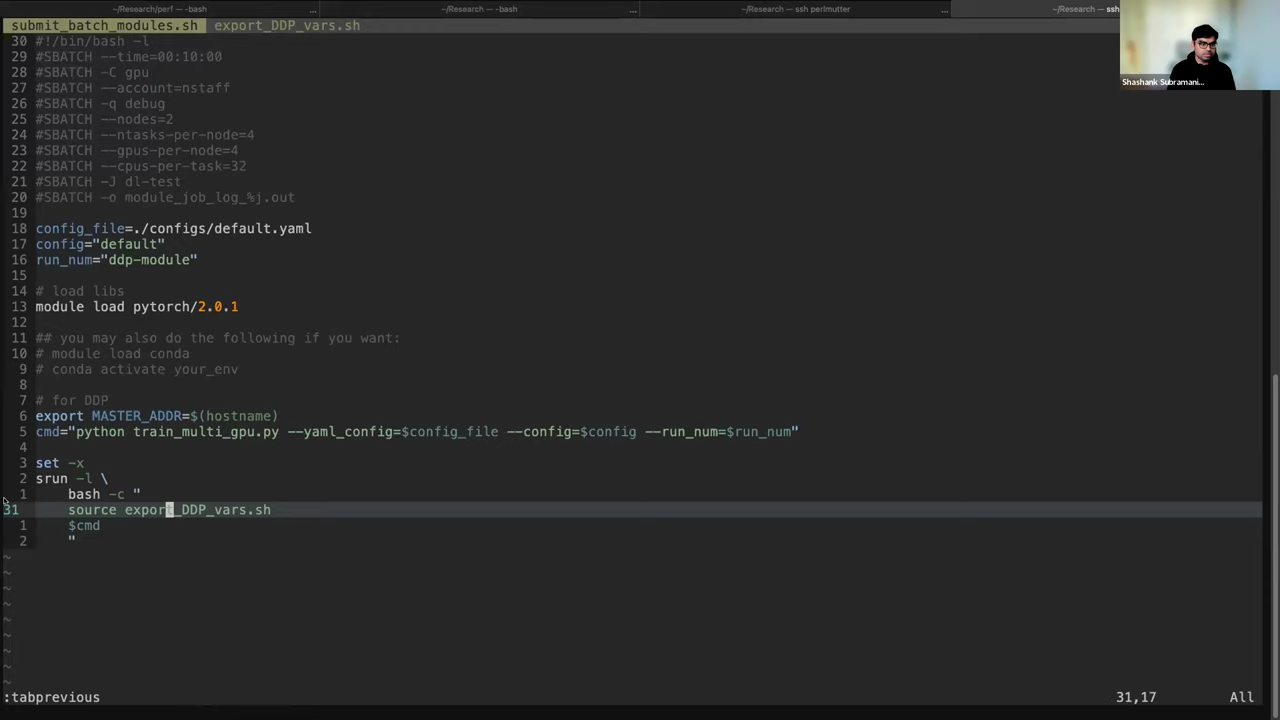 ~/Research/perf — -bash ... ~/Research — -bash ... ~/Research — ssh perlmutter ... ~/Research — ssh
submit_batch_modules.sh export_DDP_vars.sh
30 #!/bin/bash -l
29 #SBATCH --time=00:10:00
28 #SBATCH -C gpu
27 #SBATCH --account=nstaff
26 #SBATCH -q debug
25 #SBATCH --nodes=2
24 #SBATCH --ntasks-per-node=4
23 #SBATCH --gpus-per-node=4
22 #SBATCH --cpus-per-task=32
21 #SBATCH -J dl-test
20 #SBATCH -o module_job_log_%j.out
19
18 config_file=./configs/default.yaml
17 config="default"
16 run_num="ddp-module"
15
14 # load libs
13 module load pytorch/2.0.1
12
11 ## you may also do the following if you want:
10 # module load conda
9 # conda activate your_env
8
7 # for DDP
6 export MASTER_ADDR=$(hostname)
5 cmd="python train_multi_gpu.py --yaml_config=$config_file --config=$config --run_num=$run_num"
4
3 set -x
2 srun -l \
1 bash -c "
31 source export_DDP_vars.sh
1 $cmd
2 "
~
~
~
~
~
~
~
~
~
:tabprevious 31,17 All
Shashank Subramani...